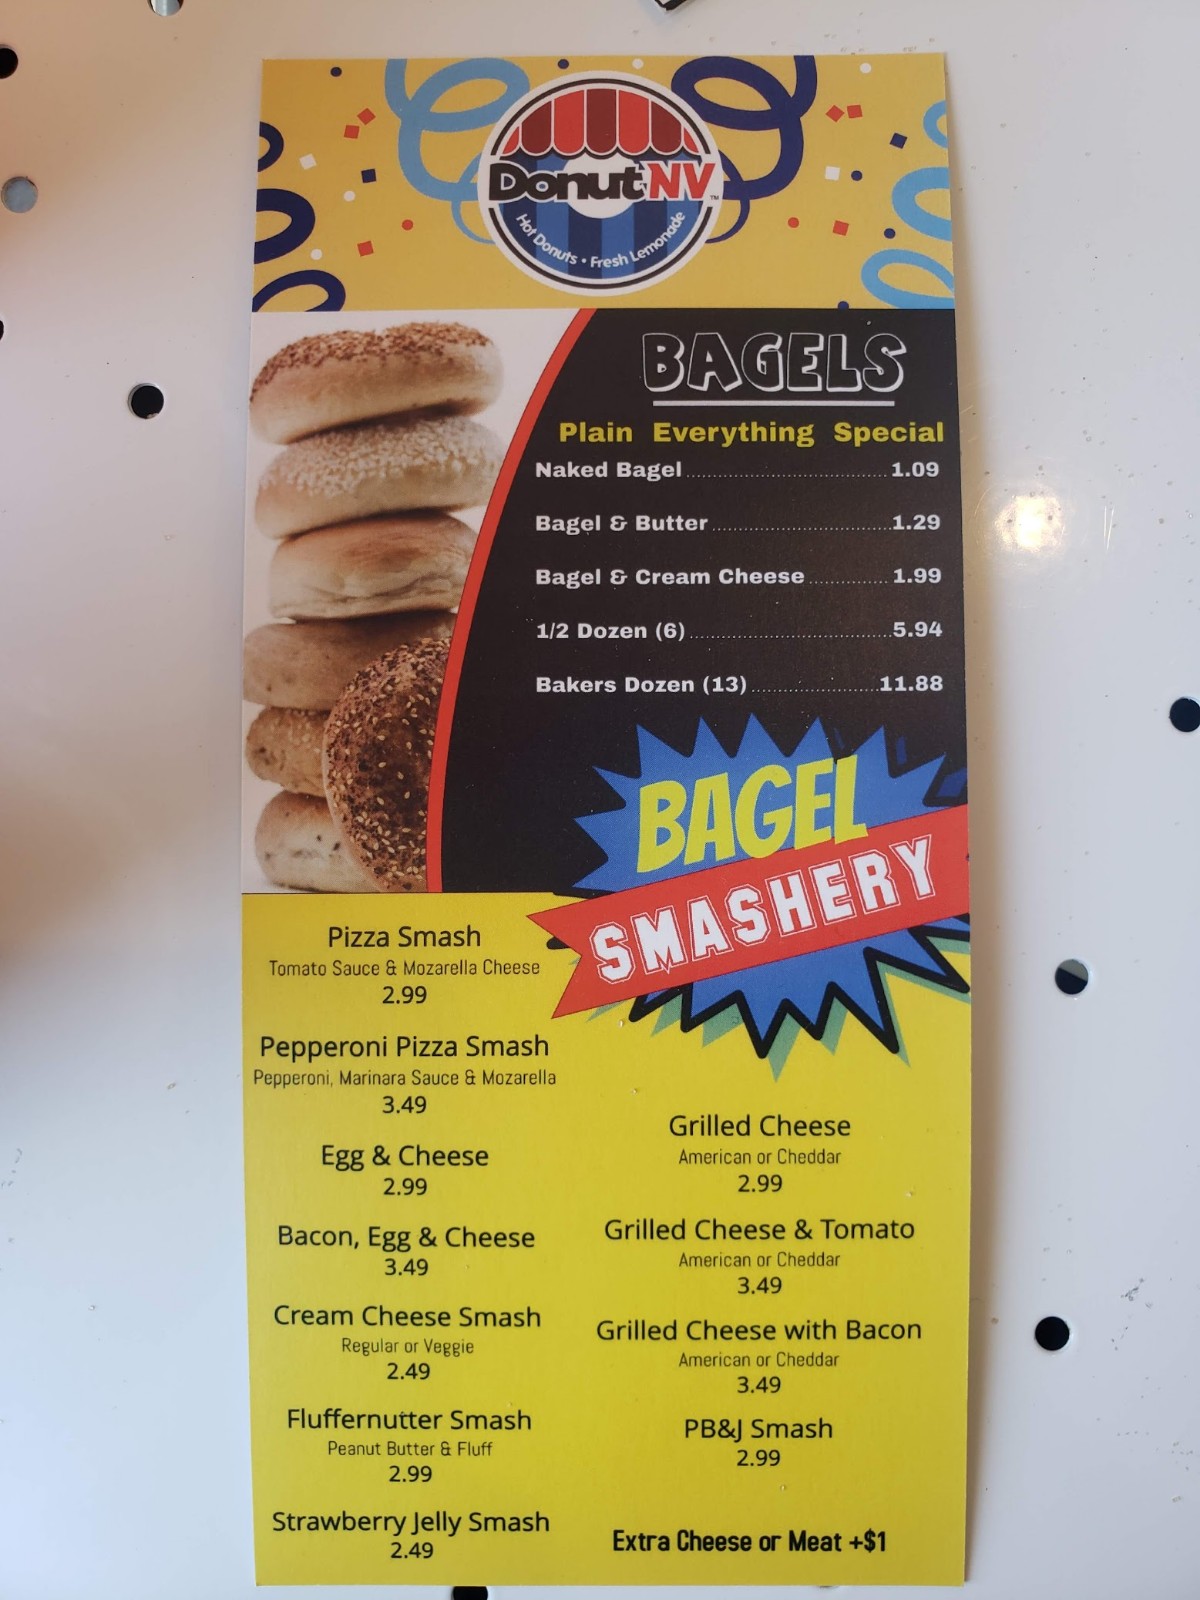 Donut NV™
Hot Donuts • Fresh Lemonade
BAGELS
Plain Everything Special
Naked Bagel 1.09
Bagel & Butter 1.29
Bagel & Cream Cheese 1.99
1/2 Dozen (6) 5.94
Bakers Dozen (13) 11.88
BAGEL
SMASHERY
Pizza Smash
Tomato Sauce & Mozarella Cheese
2.99
Pepperoni Pizza Smash
Pepperoni, Marinara Sauce & Mozarella
3.49
Egg & Cheese
2.99
Bacon, Egg & Cheese
3.49
Cream Cheese Smash
Regular or Veggie
2.49
Fluffernutter Smash
Peanut Butter & Fluff
2.99
Strawberry Jelly Smash
2.49
Grilled Cheese
American or Cheddar
2.99
Grilled Cheese & Tomato
American or Cheddar
3.49
Grilled Cheese with Bacon
American or Cheddar
3.49
PB&J Smash
2.99
Extra Cheese or Meat +$1